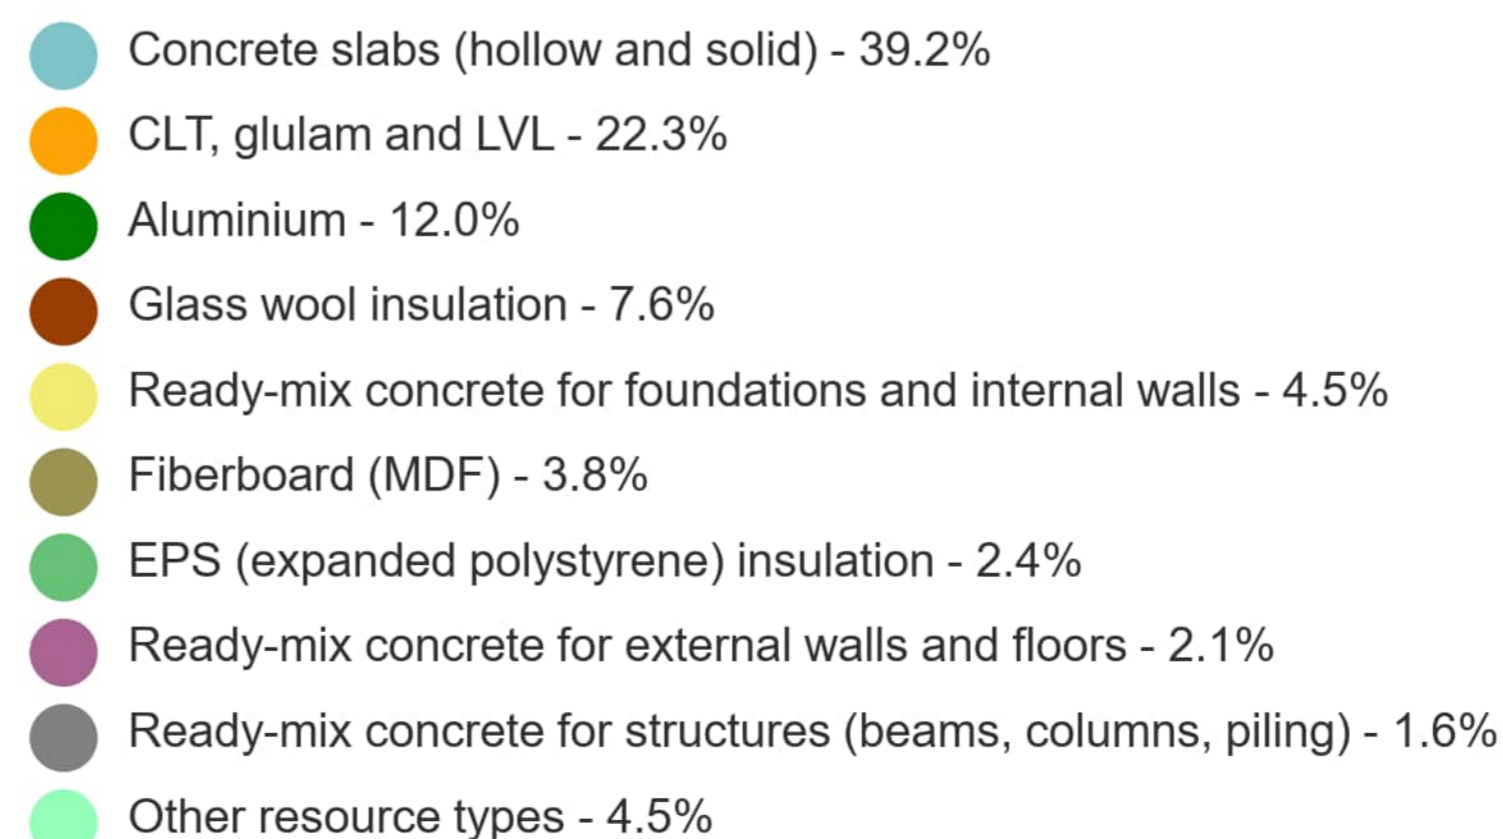 Concrete slabs (hollow and solid) - 39.2%
CLT, glulam and LVL - 22.3%
Aluminium - 12.0%
Glass wool insulation - 7.6%
Ready-mix concrete for foundations and internal walls - 4.5%
Fiberboard (MDF) - 3.8%
EPS (expanded polystyrene) insulation - 2.4%
Ready-mix concrete for external walls and floors - 2.1%
Ready-mix concrete for structures (beams, columns, piling) - 1.6%
Other resource types - 4.5%